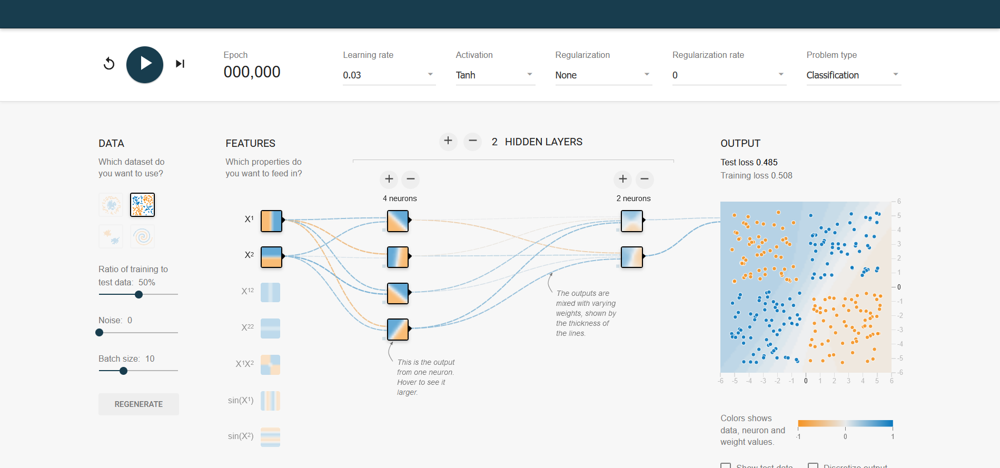 Epoch
000,000
Learning rate
0.03
Activation
Tanh
Regularization
None
Regularization rate
0
Problem type
Classification
DATA
Which dataset do
you want to use?
Ratio of training to
test data: 50%
Noise: 0
Batch size: 10
REGENERATE
FEATURES
Which properties do
you want to feed in?
X1
X2
X12
X22
X1X2
sin(X1)
sin(X2)
2 HIDDEN LAYERS
4 neurons
2 neurons
This is the output
from one neuron.
Hover to see it
larger.
The outputs are
mixed with varying
weights, shown by
the thickness of
the lines.
OUTPUT
Test loss 0.485
Training loss 0.508
6
5
4
3
2
1
0
-1
-2
-3
-4
-5
-6
-6 -5 -4 -3 -2 -1 0 1 2 3 4 5 6
Colors shows
data, neuron and
weight values.
-1 0 1
Show test data
Discretize output